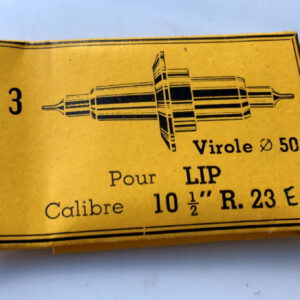 3
Virole ⌀ 50
Pour LIP
Calibre 10 ½‴ R. 23 E